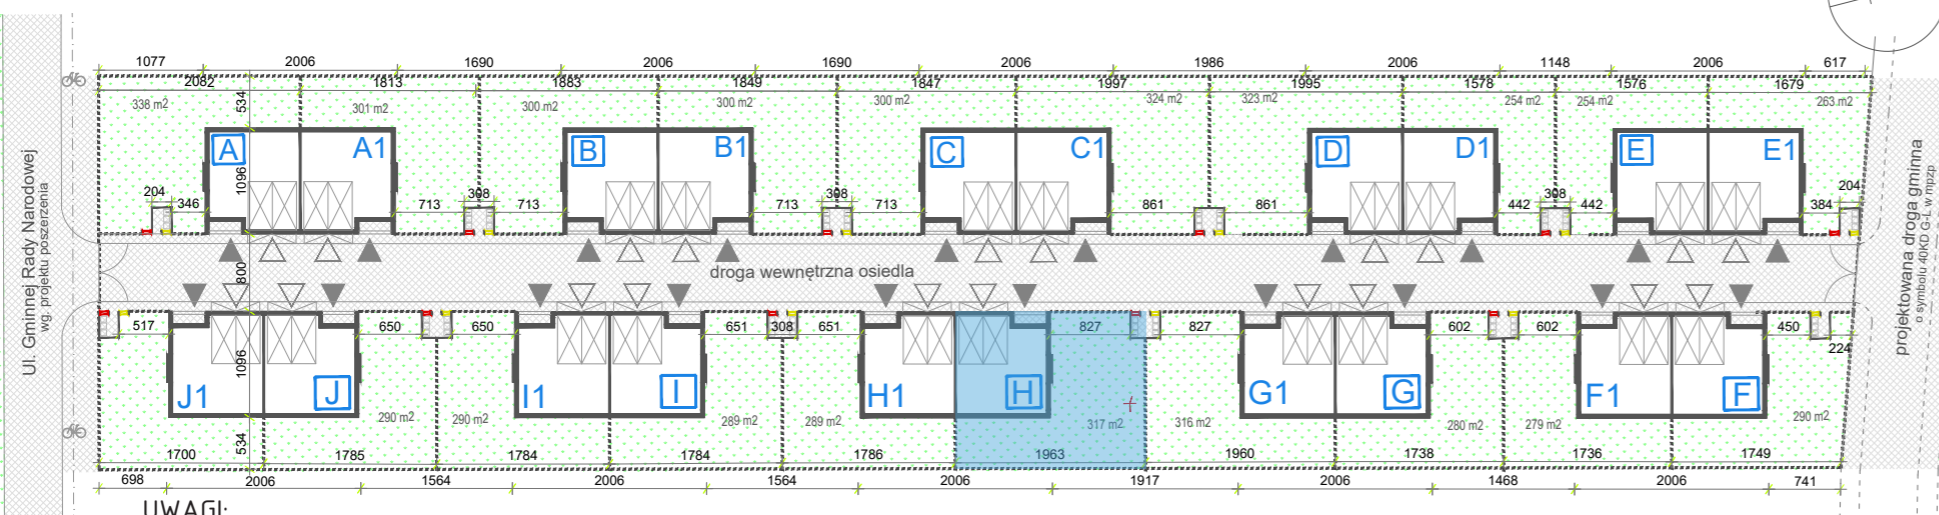 1077 2006 1690 2006 1690 2006 1986 2006 1148 2006 617
2082 1813 1883 1849 1847 1997 1995 1578 1576 1679
338 m2 534 301 m2 300 m2 300 m2 300 m2 324 m2 323 m2 254 m2 254 m2 263 m2
A A1 B B1 C C1 D D1 E E1
1096
204 346 713 308 713 713 308 713 861 861 442 308 442 384 204
Ul. Gminnej Rady Narodowej
wg. projektu poszerzenia
800
droga wewnętrzna osiedla
projektowana droga gminna
o symbolu 40KD G-L w mpzp
517 650 650 651 308 651 827 827 602 602 450
224
1096
J1 J I1 I H1 H G1 G F1 F
290 m2 290 m2 289 m2 289 m2 317 m2 316 m2 280 m2 279 m2 290 m2
534
1700 1785 1784 1784 1786 1963 1960 1738 1736 1749
698 2006 1564 2006 1564 2006 1917 2006 1468 2006 741
UWAGI: